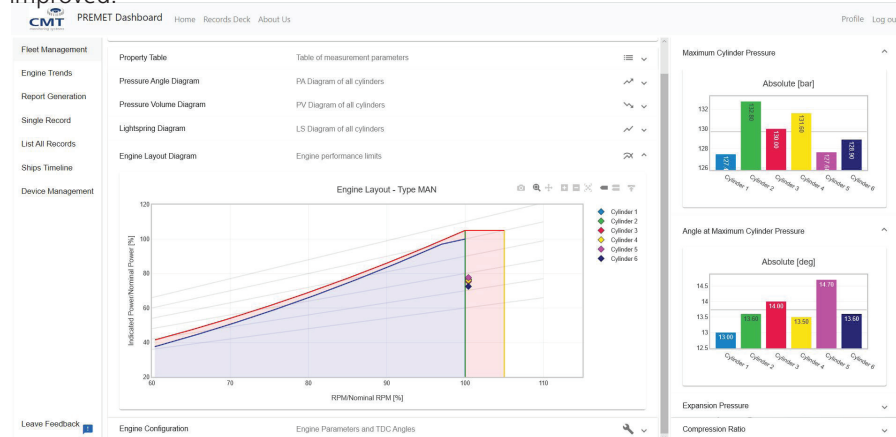 improved.
CMT PREMET Dashboard Home Records Deck About Us Profile Log ou
Fleet Management
Engine Trends
Report Generation
Single Record
List All Records
Ships Timeline
Device Management
Leave Feedback
Property Table Table of measurement parameters
Pressure Angle Diagram PA Diagram of all cylinders
Pressure Volume Diagram PV Diagram of all cylinders
Lightspring Diagram LS Diagram of all cylinders
Engine Layout Diagram Engine performance limits
Engine Layout - Type MAN
Indicated Power/Nominal Power [%]
120
100
80
60
40
20
60 70 80 90 100 110
RPM/Nominal RPM [%]
Cylinder 1
Cylinder 2
Cylinder 3
Cylinder 4
Cylinder 5
Cylinder 6
Engine Configuration Engine Parameters and TDC Angles
Maximum Cylinder Pressure
Absolute [bar]
132
130
128
126
132.80 130.00 131.60 128.90
Cylinder 1 Cylinder 2 Cylinder 3 Cylinder 4 Cylinder 5 Cylinder 6
Angle at Maximum Cylinder Pressure
Absolute [deg]
14.5
14
13.5
13
12.5
13.00 13.60 14.00 13.50 14.70 13.60
Cylinder 1 Cylinder 2 Cylinder 3 Cylinder 4 Cylinder 5 Cylinder 6
Expansion Pressure
Compression Ratio